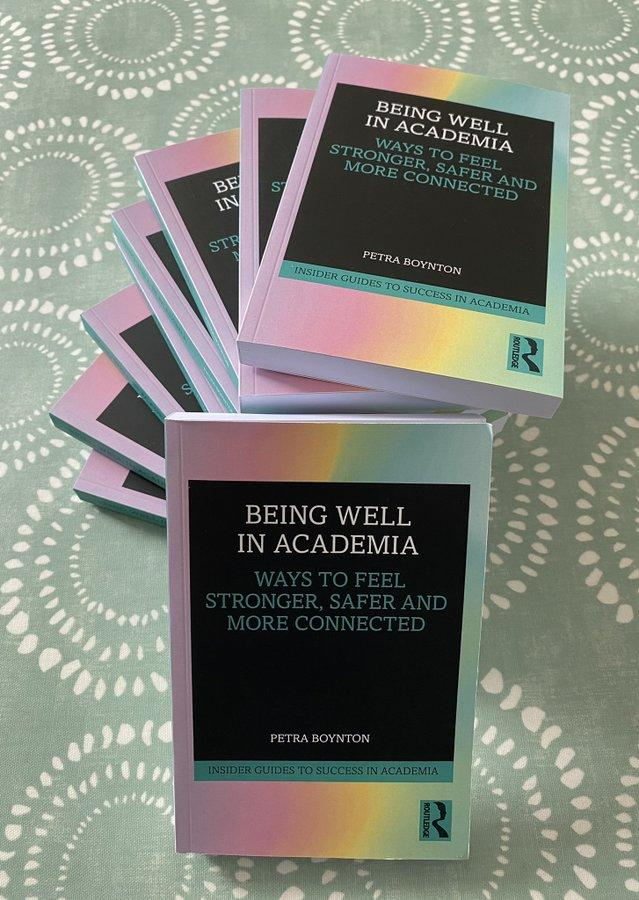 BEING WELL
IN ACADEMIA
WAYS TO FEEL
STRONGER, SAFER AND
MORE CONNECTED
PETRA BOYNTON
INSIDER GUIDES TO SUCCESS IN ACADEMIA
ROUTLEDGE
BEING WELL
IN ACADEMIA
WAYS TO FEEL
STRONGER, SAFER AND
MORE CONNECTED
PETRA BOYNTON
INSIDER GUIDES TO SUCCESS IN ACADEMIA
ROUTLEDGE